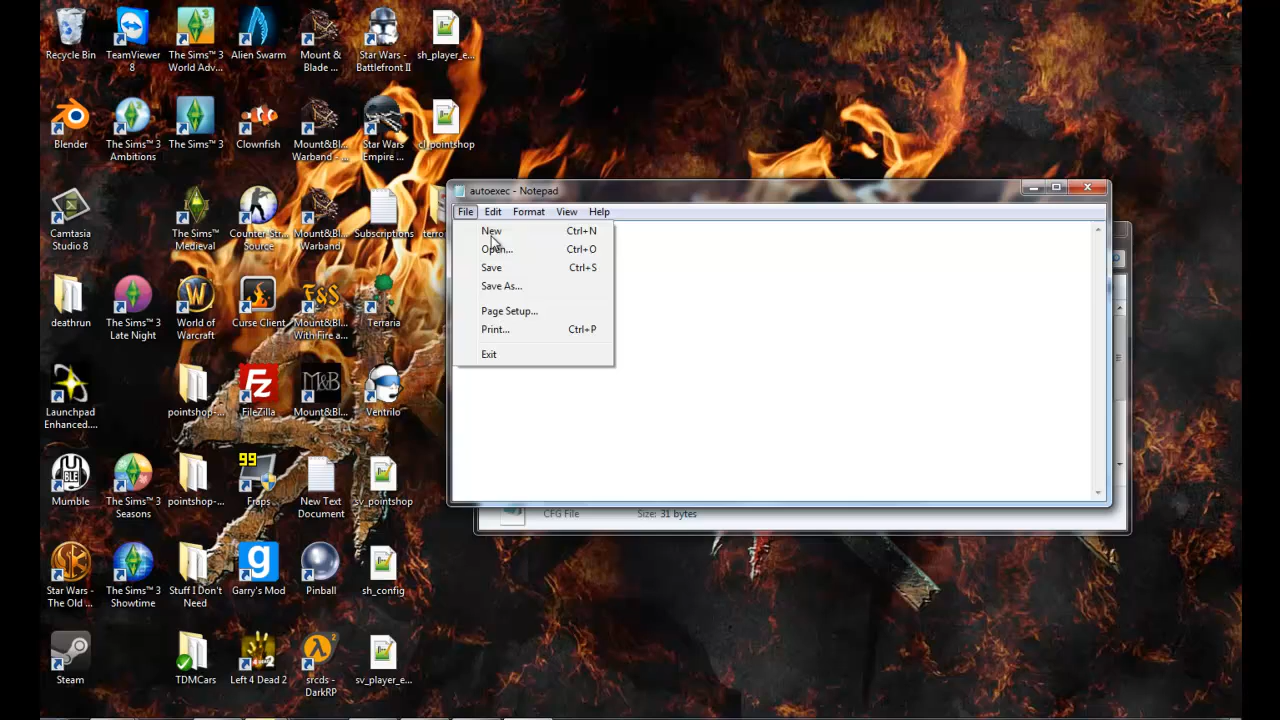 Recycle Bin
TeamViewer
8
The Sims™ 3
World Adv...
Alien Swarm
Mount &
Blade ...
Star Wars -
Battlefront II
sh_player_e...
Blender
The Sims™ 3
Ambitions
The Sims™ 3
Clownfish
Mount&Bl...
Warband - ...
Star Wars
Empire ...
cl_pointshop
Camtasia
Studio 8
The Sims™
Medieval
Counter-Str...
Source
Mount&Bl...
Warband
Subscriptions
terro
deathrun
The Sims™ 3
Late Night
World of
Warcraft
Curse Client
F&S
Mount&Bl...
With Fire a...
Terraria
Launchpad
Enhanced....
pointshop-...
FileZilla
M&B
Mount&Bl...
Ventrilo
Mumble
The Sims™ 3
Seasons
pointshop-...
99
Fraps
New Text
Document
sv_pointshop
Star Wars -
The Old ...
The Sims™ 3
Showtime
Stuff I Don't
Need
Garry's Mod
Pinball
sh_config
Steam
TDMCars
Left 4 Dead 2
srcds -
DarkRP
sv_player_e...
autoexec - Notepad
File Edit Format View Help
New Ctrl+N
Open... Ctrl+O
Save Ctrl+S
Save As...
Page Setup...
Print... Ctrl+P
Exit
CFG File Size: 31 bytes